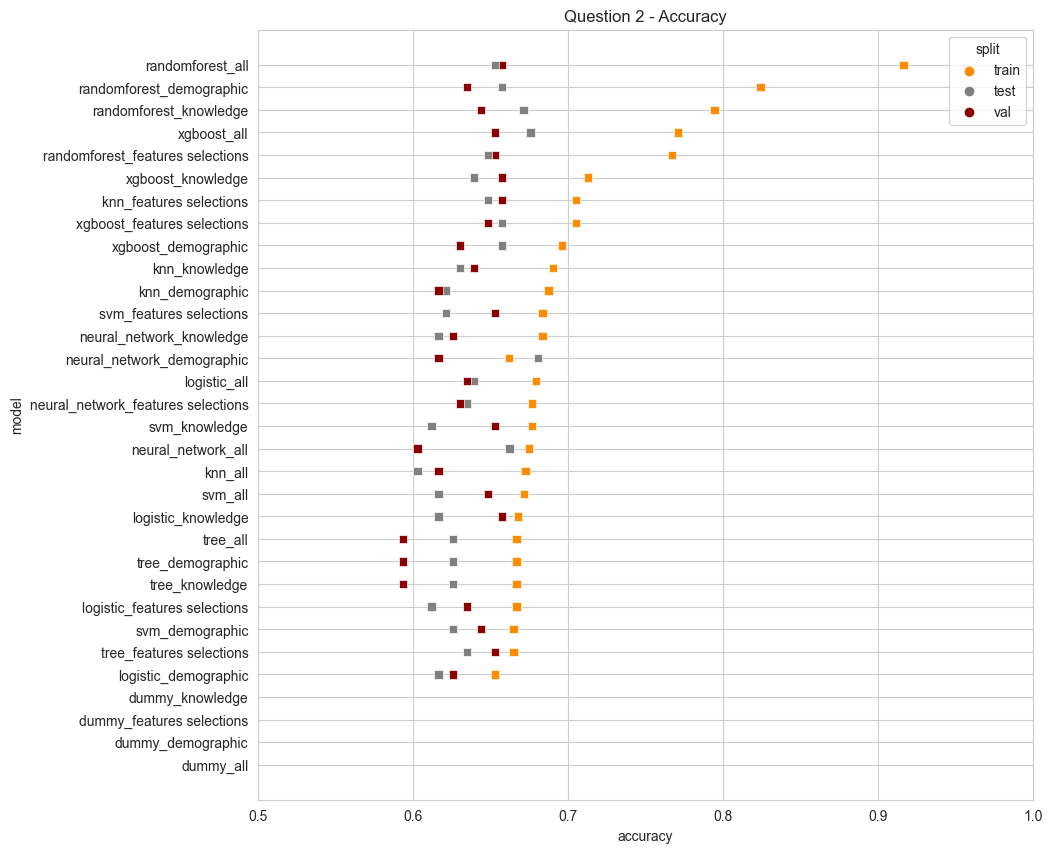 Question 2 - Accuracy
split
train
test
val
model
randomforest_all
randomforest_demographic
randomforest_knowledge
xgboost_all
randomforest_features selections
xgboost_knowledge
knn_features selections
xgboost_features selections
xgboost_demographic
knn_knowledge
knn_demographic
svm_features selections
neural_network_knowledge
neural_network_demographic
logistic_all
neural_network_features selections
svm_knowledge
neural_network_all
knn_all
svm_all
logistic_knowledge
tree_all
tree_demographic
tree_knowledge
logistic_features selections
svm_demographic
tree_features selections
logistic_demographic
dummy_knowledge
dummy_features selections
dummy_demographic
dummy_all
0.5 0.6 0.7 0.8 0.9 1.0
accuracy